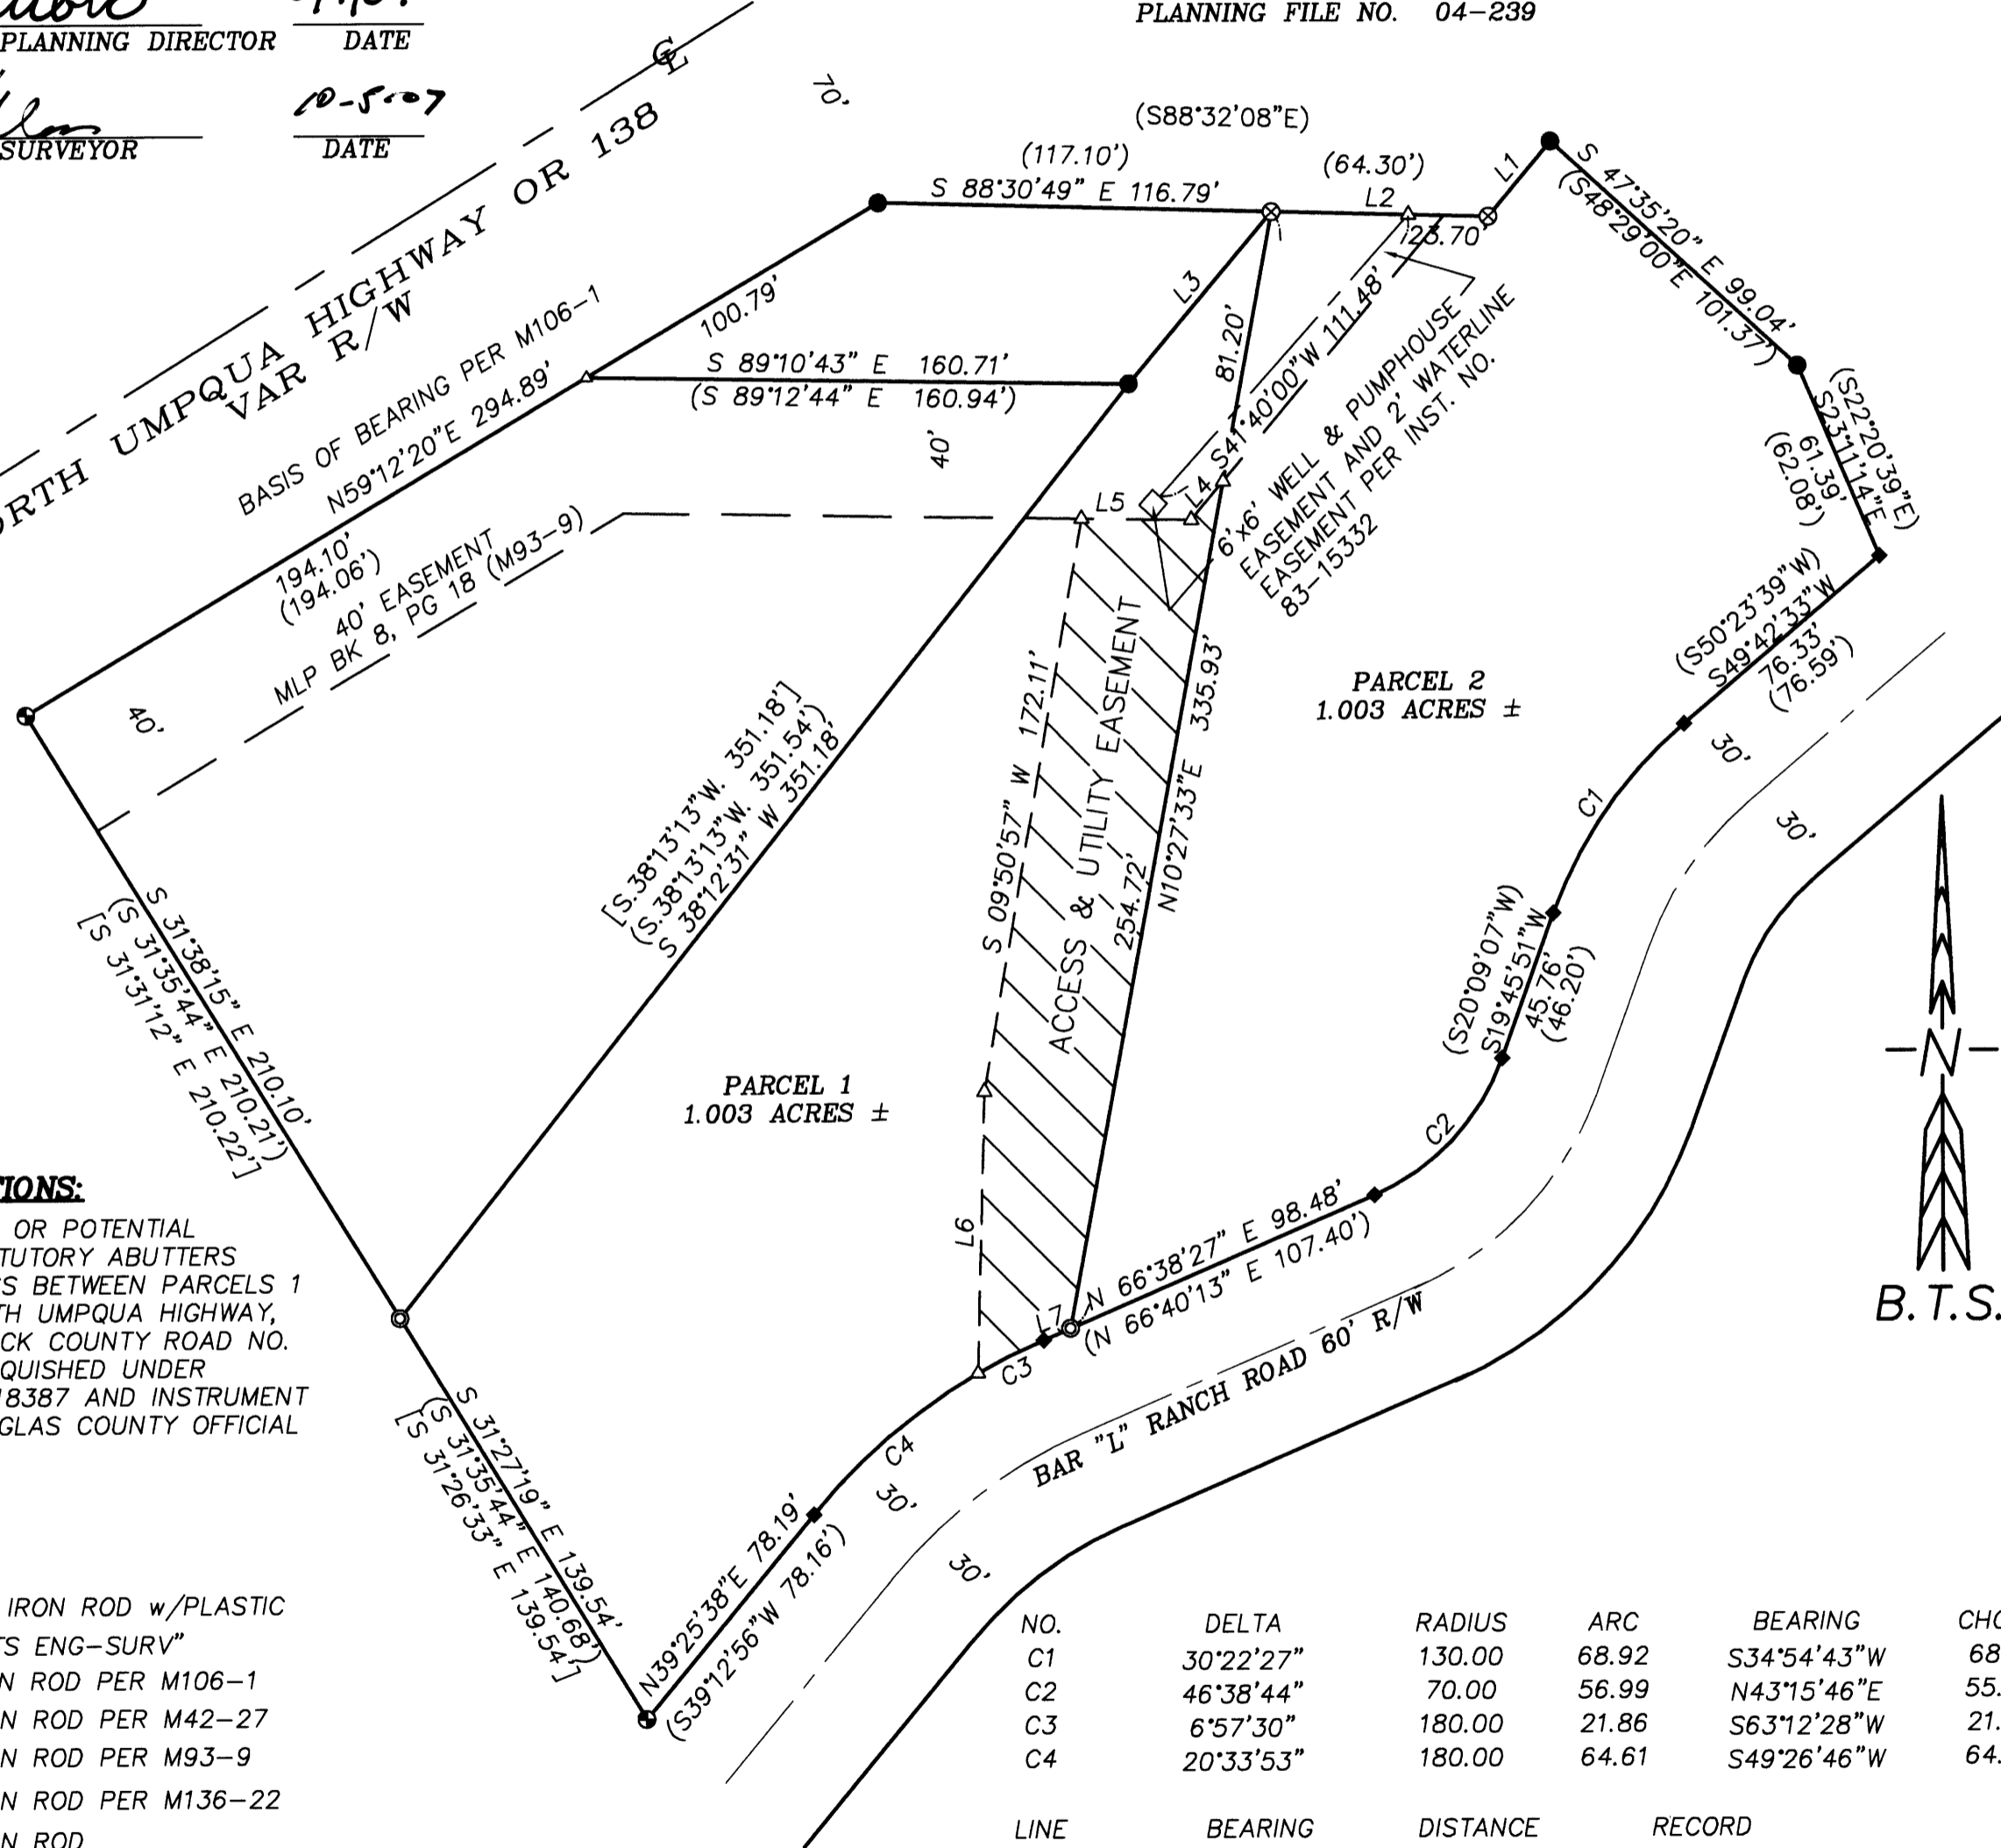 PLANNING DIRECTOR DATE
10-5-07
SURVEYOR DATE
PLANNING FILE NO. 04-239
ORTH UMPQUA HIGHWAY OR 138
VAR R/W
70'
(S88°32'08"E)
(117.10')
S 88°30'49" E 116.79'
(64.30')
L2
L1
23.70'
S 47°35'20" E 99.04'
(S48°29'00"E 101.37')
(S22°20'39"E)
S23°11'14"E
61.39'
(62.08')
100.79'
BASIS OF BEARING PER M106-1
N59°12'20"E 294.89'
194.10'
(194.06')
40' EASEMENT
MLP BK 8, PG 18 (M93-9)
40'
S 89°10'43" E 160.71'
(S 89°12'44" E 160.94')
40'
L3
81.20'
S41°40'00"W 111.48'
L4
L5
6'x6' WELL & PUMPHOUSE
EASEMENT AND 2' WATERLINE
EASEMENT PER INST. NO.
83-15332
(S50°23'39"W)
S49°42'33"W
76.33'
(76.59')
PARCEL 2
1.003 ACRES ±
[S.38°13'13"W. 351.18']
(S.38°13'13"W. 351.54')
S 38°12'31" W 351.18'
S 09°50'57" W 172.11'
ACCESS & UTILITY EASEMENT
254.72'
N10°27'33"E 335.93'
30'
30'
C1
(S20°09'07"W)
S19°45'51"W
45.76'
(46.20')
C2
S 31°38'15" E 210.10'
(S 31°35'44" E 210.21')
[S 31°31'12" E 210.22']
PARCEL 1
1.003 ACRES ±
L6
L7
N 66°38'27" E 98.48'
(N 66°40'13" E 107.40')
C3
C4
BAR "L" RANCH ROAD 60' R/W
30'
30'
N
B.T.S.
S 31°27'19" E 139.54'
(S 31°35'44" E 140.68')
[S 31°26'33" E 139.54']
N39°25'38"E 78.19'
(S39°12'56"W 78.16')
TIONS:
OR POTENTIAL
TUTORY ABUTTERS
S BETWEEN PARCELS 1
TH UMPQUA HIGHWAY,
CK COUNTY ROAD NO.
QUISHED UNDER
18387 AND INSTRUMENT
GLAS COUNTY OFFICIAL
IRON ROD w/PLASTIC
TS ENG-SURV"
N ROD PER M106-1
N ROD PER M42-27
N ROD PER M93-9
N ROD PER M136-22
N ROD
NO. DELTA RADIUS ARC BEARING CHO
C1 30°22'27" 130.00 68.92 S34°54'43"W 68
C2 46°38'44" 70.00 56.99 N43°15'46"E 55.
C3 6°57'30" 180.00 21.86 S63°12'28"W 21.
C4 20°33'53" 180.00 64.61 S49°26'46"W 64.
LINE BEARING DISTANCE RECORD